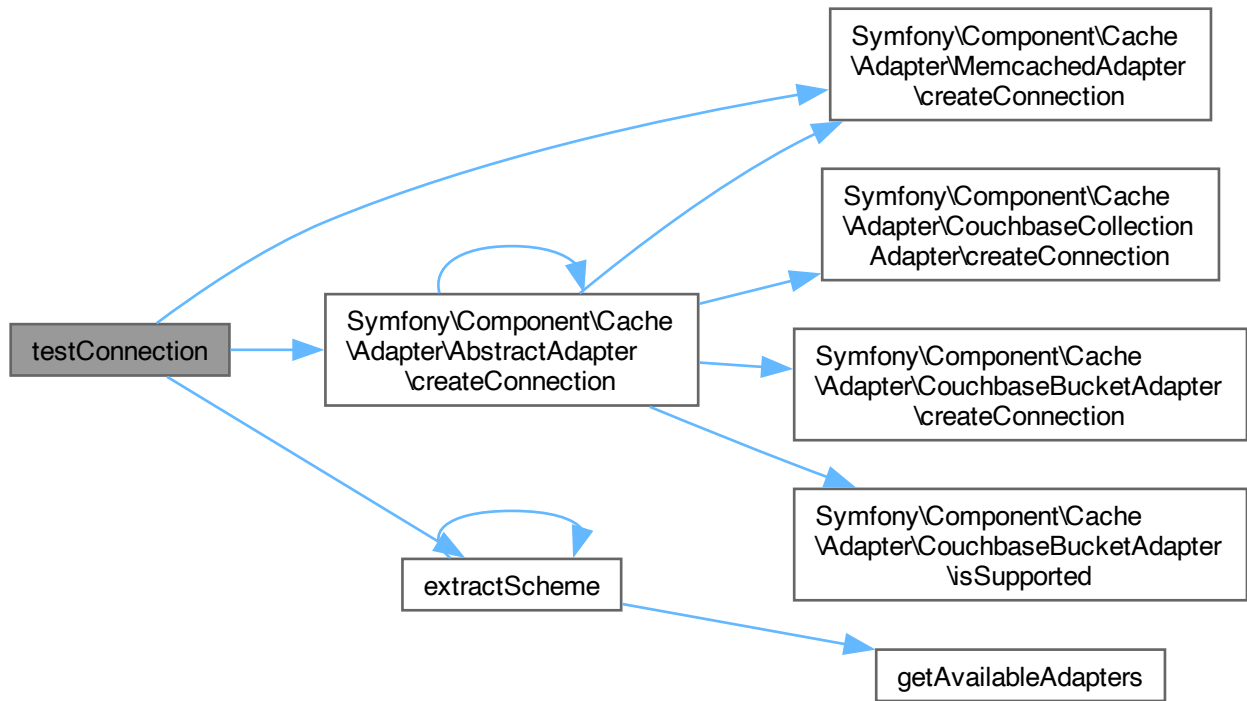 Symfony\Component\Cache
\Adapter\MemcachedAdapter
\createConnection
Symfony\Component\Cache
\Adapter\CouchbaseCollection
Adapter\createConnection
testConnection
Symfony\Component\Cache
\Adapter\AbstractAdapter
\createConnection
Symfony\Component\Cache
\Adapter\CouchbaseBucketAdapter
\createConnection
Symfony\Component\Cache
\Adapter\CouchbaseBucketAdapter
\isSupported
extractScheme
getAvailableAdapters